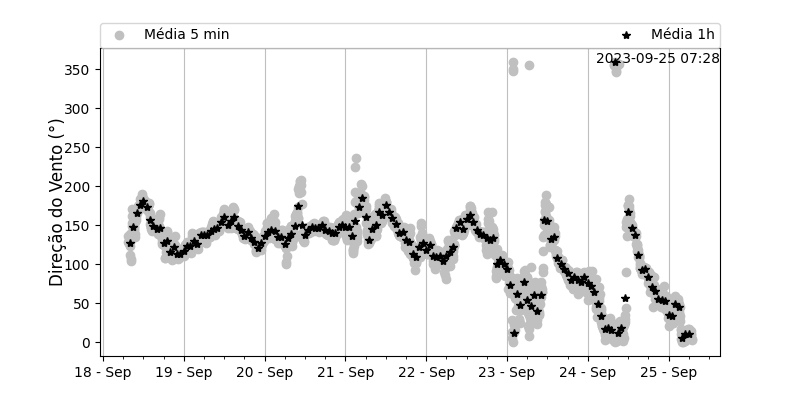 Média 5 min
Média 1h
2023-09-25 07:28
Direção do Vento (°)
350
300
250
200
150
100
50
0
18 - Sep
19 - Sep
20 - Sep
21 - Sep
22 - Sep
23 - Sep
24 - Sep
25 - Sep